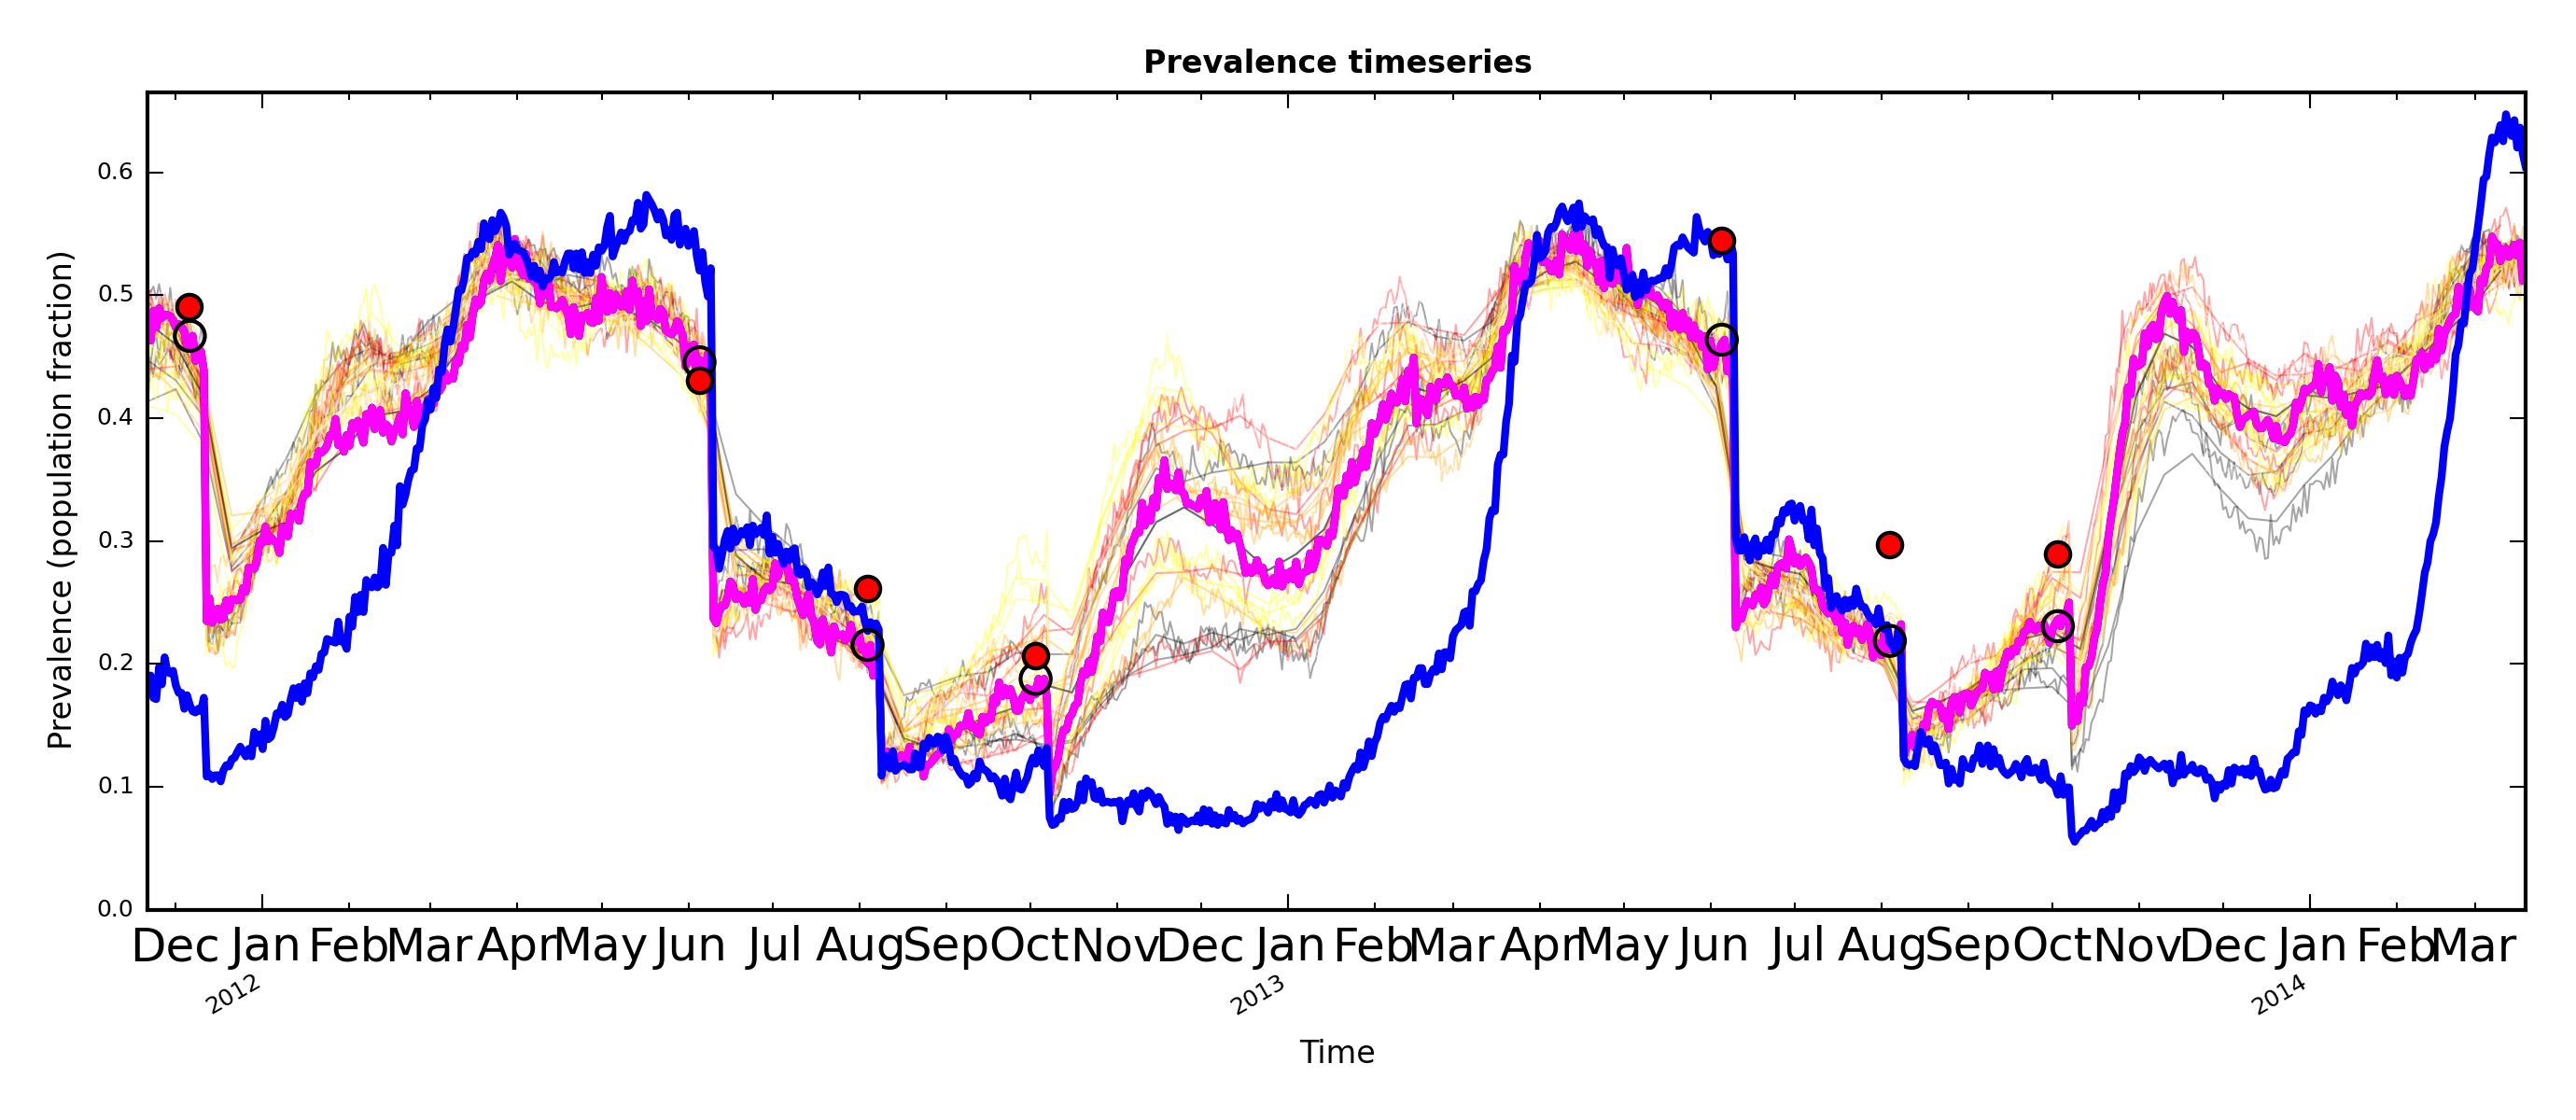 Prevalence timeseries
Prevalence (population fraction)
0.6
0.5
0.4
0.3
0.2
0.1
0.0
Dec Jan Feb Mar Apr May Jun Jul Aug Sep Oct Nov Dec Jan Feb Mar Apr May Jun Jul Aug Sep Oct Nov Dec Jan Feb Mar
2012 2013 2014
Time